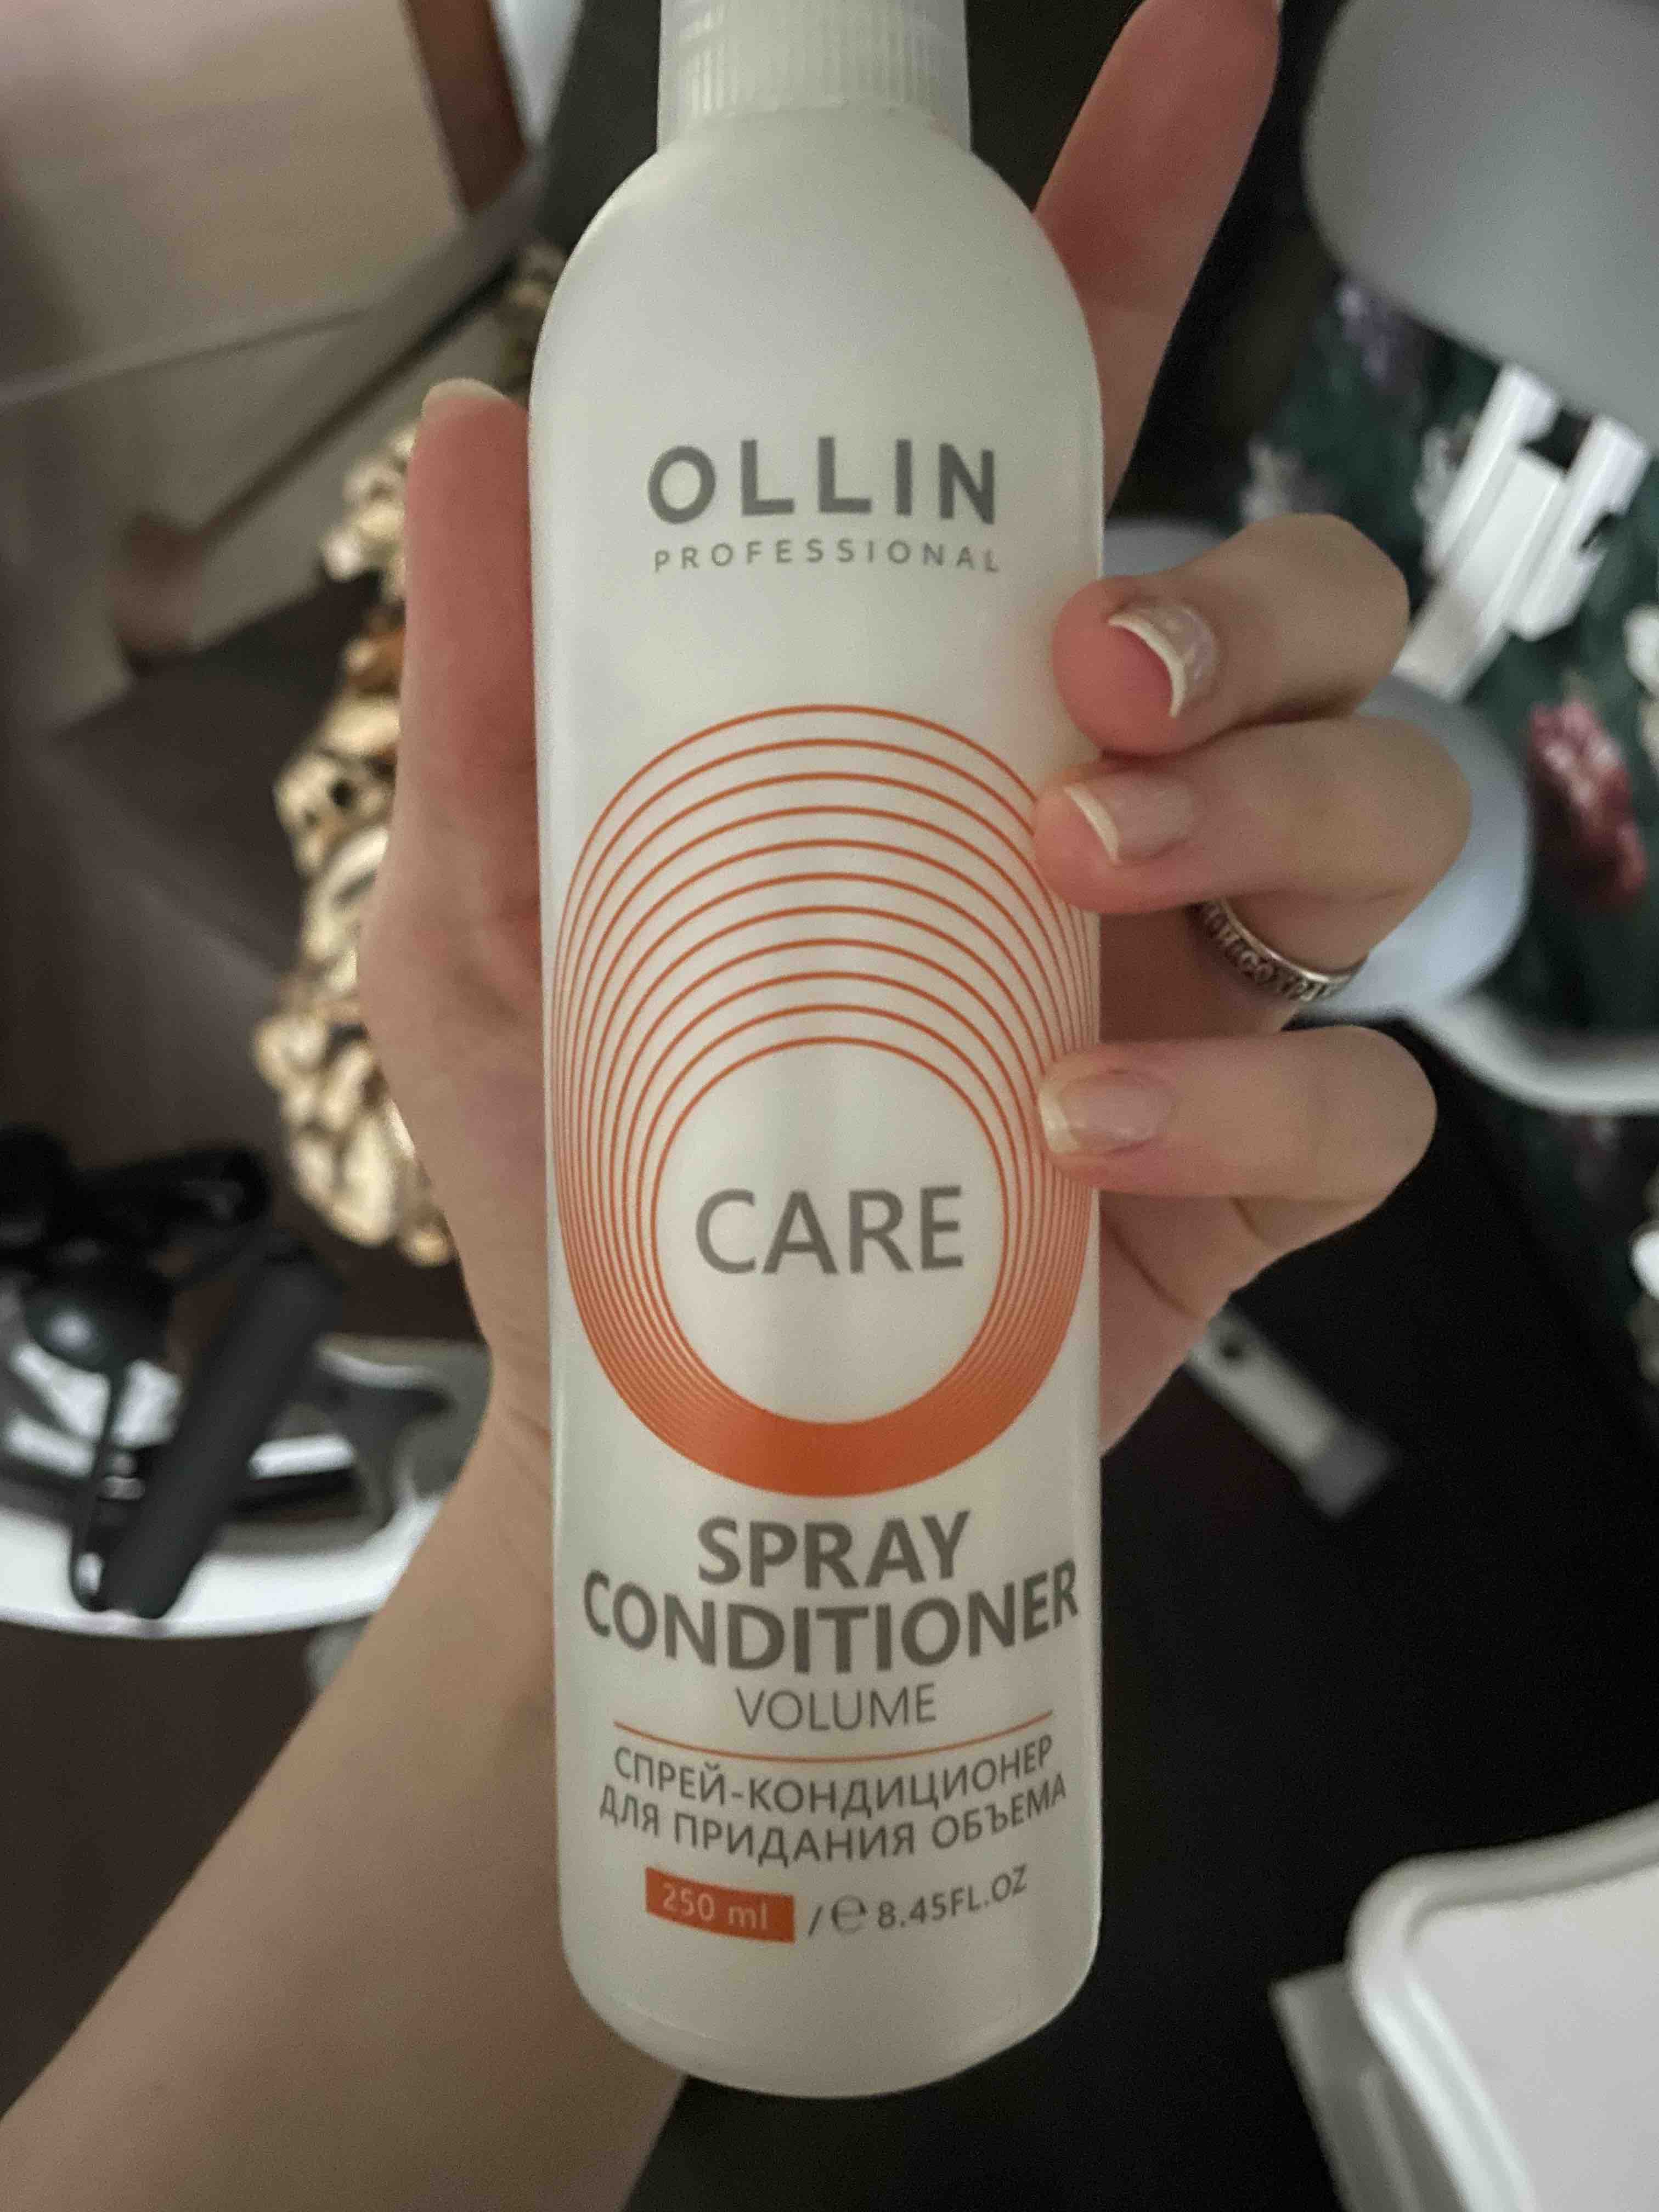 OLLIN
PROFESSIONAL
CARE
SPRAY
CONDITIONER
VOLUME
СПРЕЙ-КОНДИЦИОНЕР
ДЛЯ ПРИДАНИЯ ОБЪЕМА
250 ml / ℮ 8.45FL.OZ